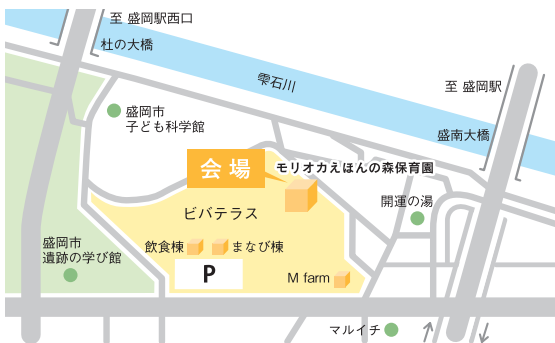 至 盛岡駅西口
杜の大橋
雫石川
至 盛岡駅
盛岡市
子ども科学館
盛南大橋
会場
モリオカえほんの森保育園
開運の湯
ビバテラス
盛岡市
遺跡の学び館
飲食棟
まなび棟
P
M farm
マルイチ